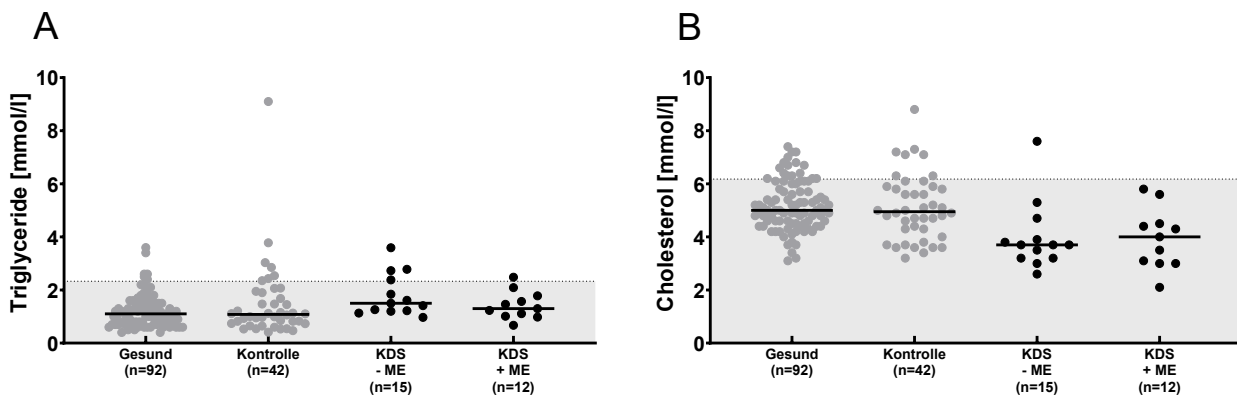 A
Triglyceride [mmol/l]
10
8
6
4
2
0
Gesund
(n=92)
Kontrolle
(n=42)
KDS
- ME
(n=15)
KDS
+ ME
(n=12)
B
Cholesterol [mmol/l]
10
8
6
4
2
0
Gesund
(n=92)
Kontrolle
(n=42)
KDS
- ME
(n=15)
KDS
+ ME
(n=12)